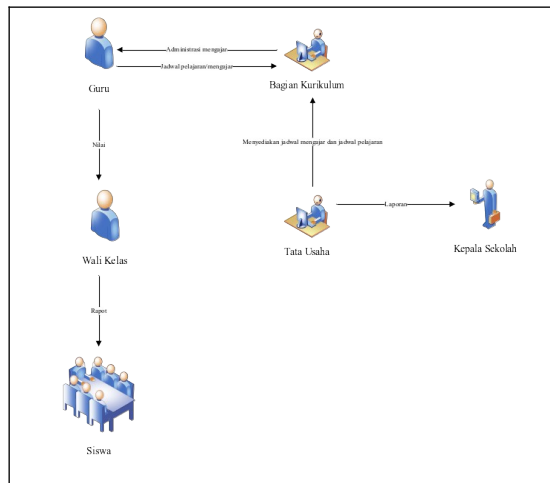 Administrasi mengajar
Jadwal pelajaran/mengajar
Guru
Bagian Kurikulum
Nilai
Menyediakan jadwal mengajar dan jadwal pelajaran
Laporan
Wali Kelas
Tata Usaha
Kepala Sekolah
Rapot
Siswa